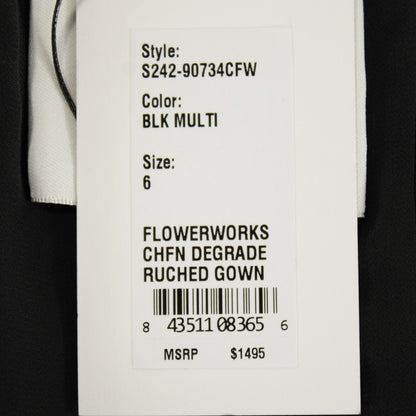 Style:
S242-90734CFW
Color:
BLK MULTI
Size:
6
FLOWERWORKS
CHFN DEGRADE
RUCHED GOWN
8 43511 08365 6
MSRP $1495